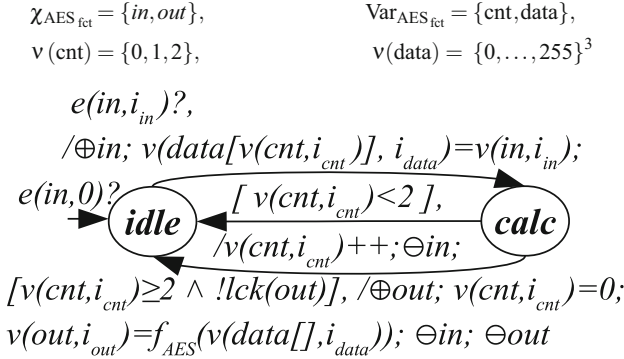 χ_AES_fct = {in, out}, Var_AES_fct = {cnt,data},
ν(cnt) = {0,1,2}, ν(data) = {0,…,255}³
e(in,i_in)?,
/⊕in; v(data[v(cnt,i_cnt)], i_data)=v(in,i_in);
e(in,0)?
[ v(cnt,i_cnt)<2 ],
idle
calc
/v(cnt,i_cnt)++;⊖in;
[v(cnt,i_cnt)≥2 ∧ !lck(out)], /⊕out; v(cnt,i_cnt)=0;
v(out,i_out)=f_AES(v(data[],i_data)); ⊖in; ⊖out